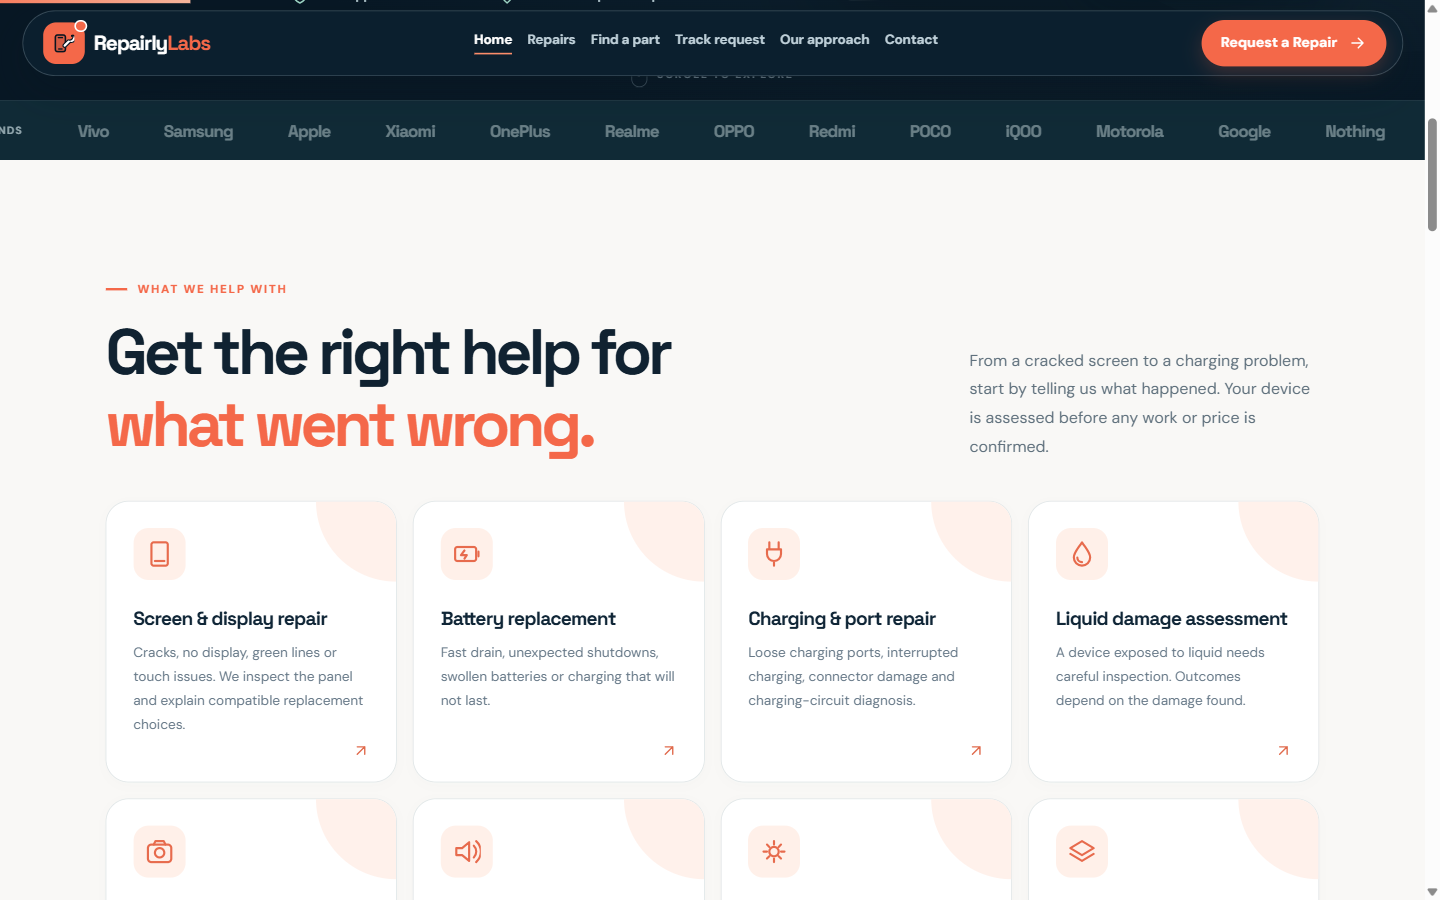 RepairlyLabs
Home Repairs Find a part Track request Our approach Contact
Request a Repair
SCROLL TO EXPLORE
NDS Vivo Samsung Apple Xiaomi OnePlus Realme OPPO Redmi POCO iQOO Motorola Google Nothing
WHAT WE HELP WITH
Get the right help for
what went wrong.
From a cracked screen to a charging problem,
start by telling us what happened. Your device
is assessed before any work or price is
confirmed.
Screen & display repair
Cracks, no display, green lines or
touch issues. We inspect the panel
and explain compatible replacement
choices.
Battery replacement
Fast drain, unexpected shutdowns,
swollen batteries or charging that will
not last.
Charging & port repair
Loose charging ports, interrupted
charging, connector damage and
charging-circuit diagnosis.
Liquid damage assessment
A device exposed to liquid needs
careful inspection. Outcomes
depend on the damage found.